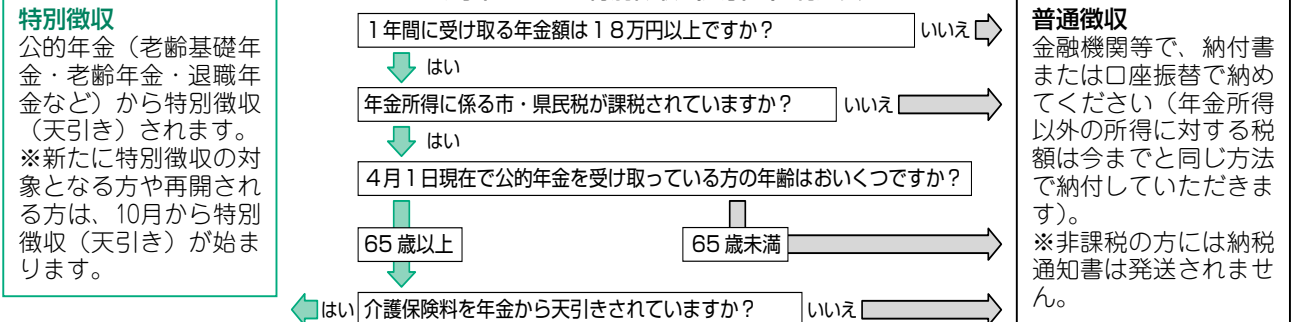 特別徴収
公的年金（老齢基礎年
金・老齢年金・退職年
金など）から特別徴収
（天引き）されます。
※新たに特別徴収の対
象となる方や再開され
る方は、10月から特別
徴収（天引き）が始ま
ります。
1年間に受け取る年金額は１８万円以上ですか？
いいえ
はい
年金所得に係る市・県民税が課税されていますか？
いいえ
はい
４月１日現在で公的年金を受け取っている方の年齢はおいくつですか？
65 歳以上
65 歳未満
はい
介護保険料を年金から天引きされていますか？
いいえ
普通徴収
金融機関等で、納付書
または口座振替で納め
てください（年金所得
以外の所得に対する税
額は今までと同じ方法
で納付していただきま
す)。
※非課税の方には納税
通知書は発送されませ
ん。